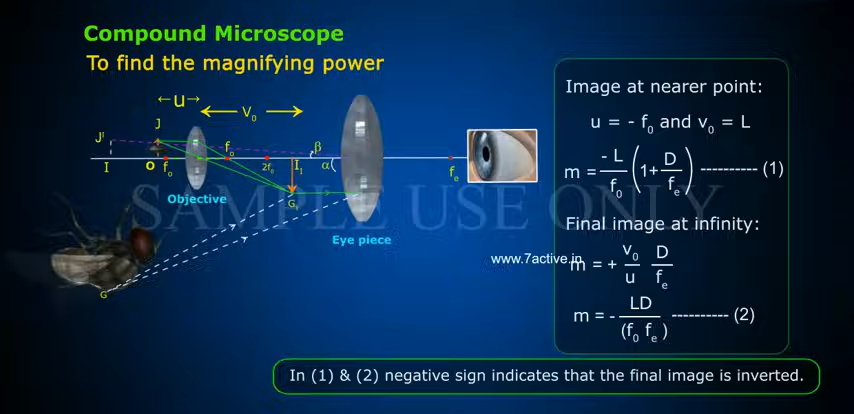 Compound Microscope
To find the magnifying power
←u→
V₀
J
J'
I
O
f₀
f₀
2f₀
I₁
β
α
fₑ
G₁
Objective
Eye piece
G
SAMPLE USE ONLY
www.7active.in
Image at nearer point:
u = - f₀ and v₀ = L
m = - L/f₀ (1+ D/fₑ) ---------- (1)
Final image at infinity:
m = + v₀/u D/fₑ
m = - LD/(f₀ fₑ) ---------- (2)
In (1) & (2) negative sign indicates that the final image is inverted.